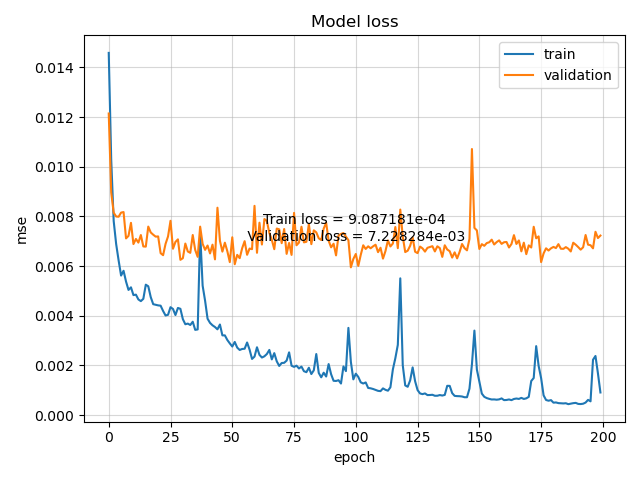 Model loss
train
validation
0.014
0.012
0.010
0.008
0.006
0.004
0.002
0.000
mse
Train loss = 9.087181e-04
Validation loss = 7.228284e-03
0 25 50 75 100 125 150 175 200
epoch